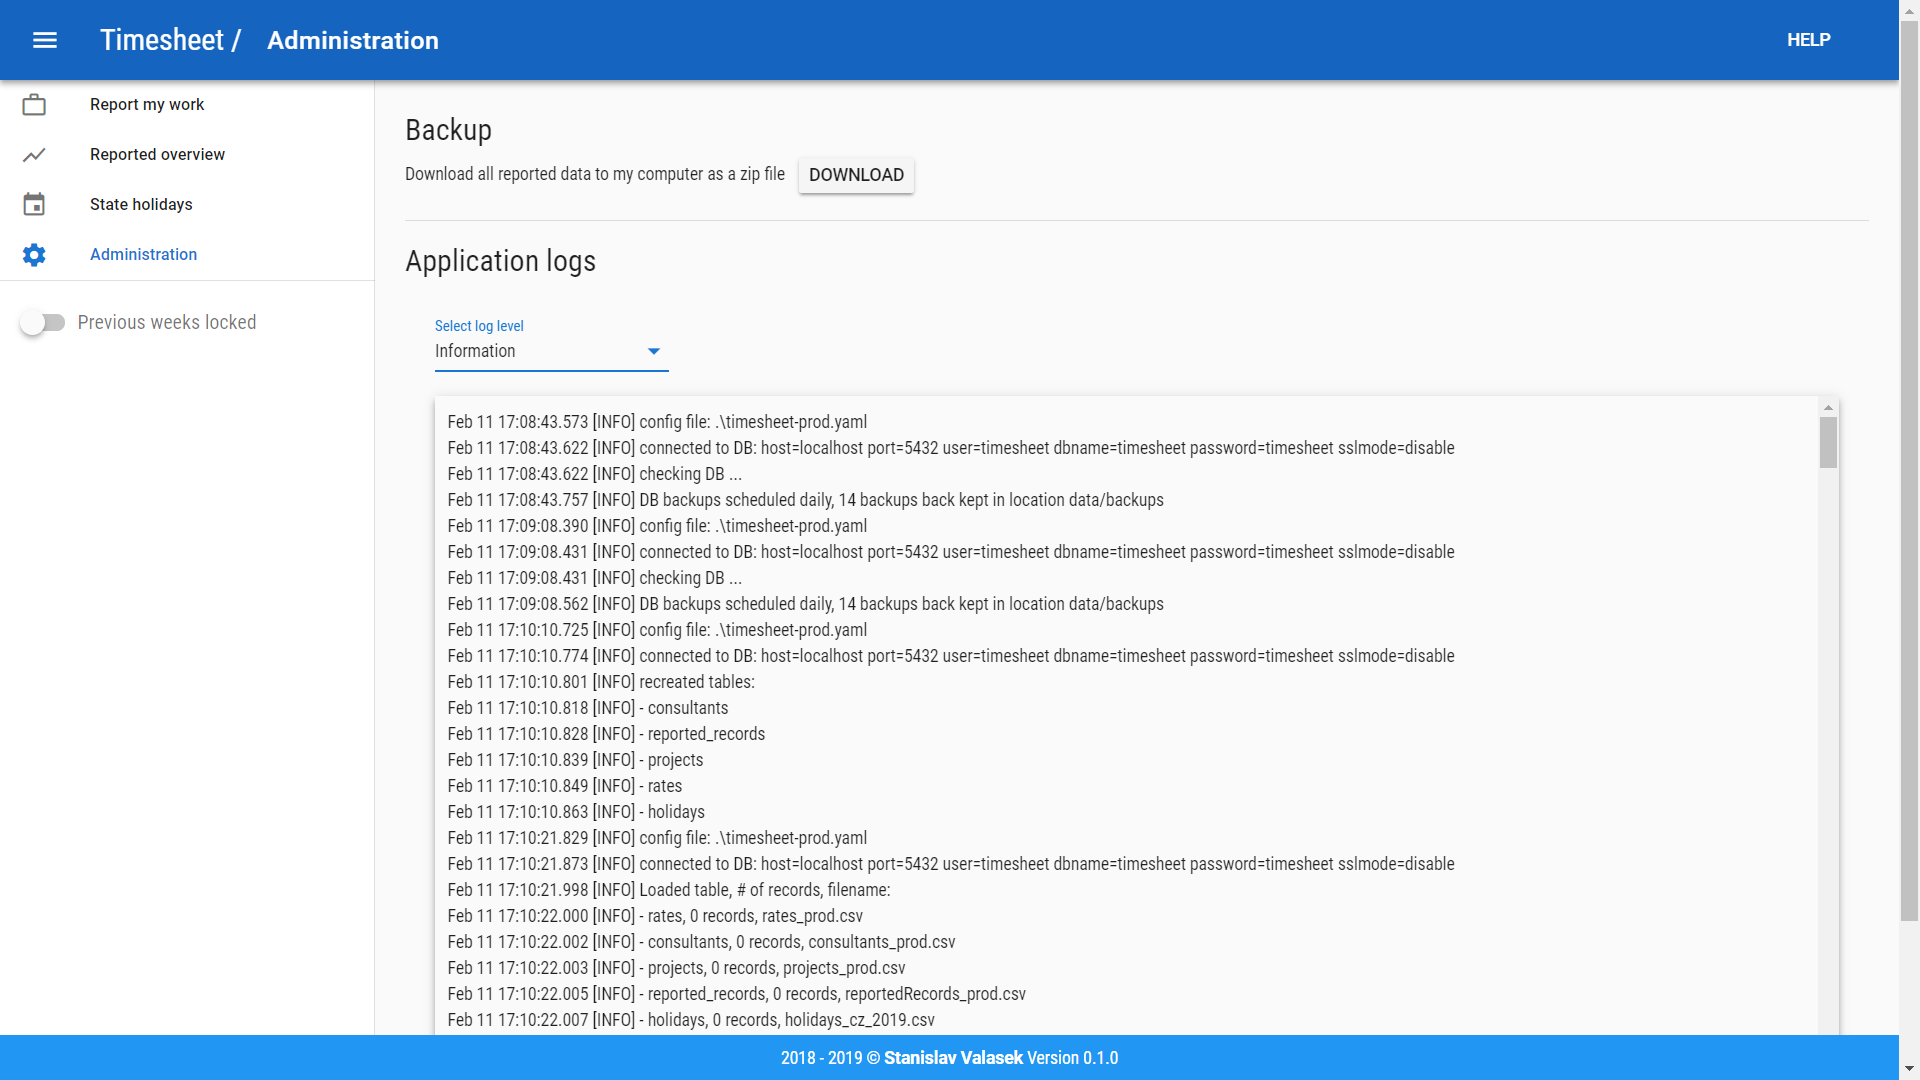 Timesheet / Administration
HELP
Report my work
Reported overview
State holidays
Administration
Previous weeks locked
Backup
Download all reported data to my computer as a zip file DOWNLOAD
Application logs
Select log level
Information
Feb 11 17:08:43.573 [INFO] config file: .\timesheet-prod.yaml
Feb 11 17:08:43.622 [INFO] connected to DB: host=localhost port=5432 user=timesheet dbname=timesheet password=timesheet sslmode=disable
Feb 11 17:08:43.622 [INFO] checking DB ...
Feb 11 17:08:43.757 [INFO] DB backups scheduled daily, 14 backups back kept in location data/backups
Feb 11 17:09:08.390 [INFO] config file: .\timesheet-prod.yaml
Feb 11 17:09:08.431 [INFO] connected to DB: host=localhost port=5432 user=timesheet dbname=timesheet password=timesheet sslmode=disable
Feb 11 17:09:08.431 [INFO] checking DB ...
Feb 11 17:09:08.562 [INFO] DB backups scheduled daily, 14 backups back kept in location data/backups
Feb 11 17:10:10.725 [INFO] config file: .\timesheet-prod.yaml
Feb 11 17:10:10.774 [INFO] connected to DB: host=localhost port=5432 user=timesheet dbname=timesheet password=timesheet sslmode=disable
Feb 11 17:10:10.801 [INFO] recreated tables:
Feb 11 17:10:10.818 [INFO] - consultants
Feb 11 17:10:10.828 [INFO] - reported_records
Feb 11 17:10:10.839 [INFO] - projects
Feb 11 17:10:10.849 [INFO] - rates
Feb 11 17:10:10.863 [INFO] - holidays
Feb 11 17:10:21.829 [INFO] config file: .\timesheet-prod.yaml
Feb 11 17:10:21.873 [INFO] connected to DB: host=localhost port=5432 user=timesheet dbname=timesheet password=timesheet sslmode=disable
Feb 11 17:10:21.998 [INFO] Loaded table, # of records, filename:
Feb 11 17:10:22.000 [INFO] - rates, 0 records, rates_prod.csv
Feb 11 17:10:22.002 [INFO] - consultants, 0 records, consultants_prod.csv
Feb 11 17:10:22.003 [INFO] - projects, 0 records, projects_prod.csv
Feb 11 17:10:22.005 [INFO] - reported_records, 0 records, reportedRecords_prod.csv
Feb 11 17:10:22.007 [INFO] - holidays, 0 records, holidays_cz_2019.csv
2018 - 2019 © Stanislav Valasek Version 0.1.0